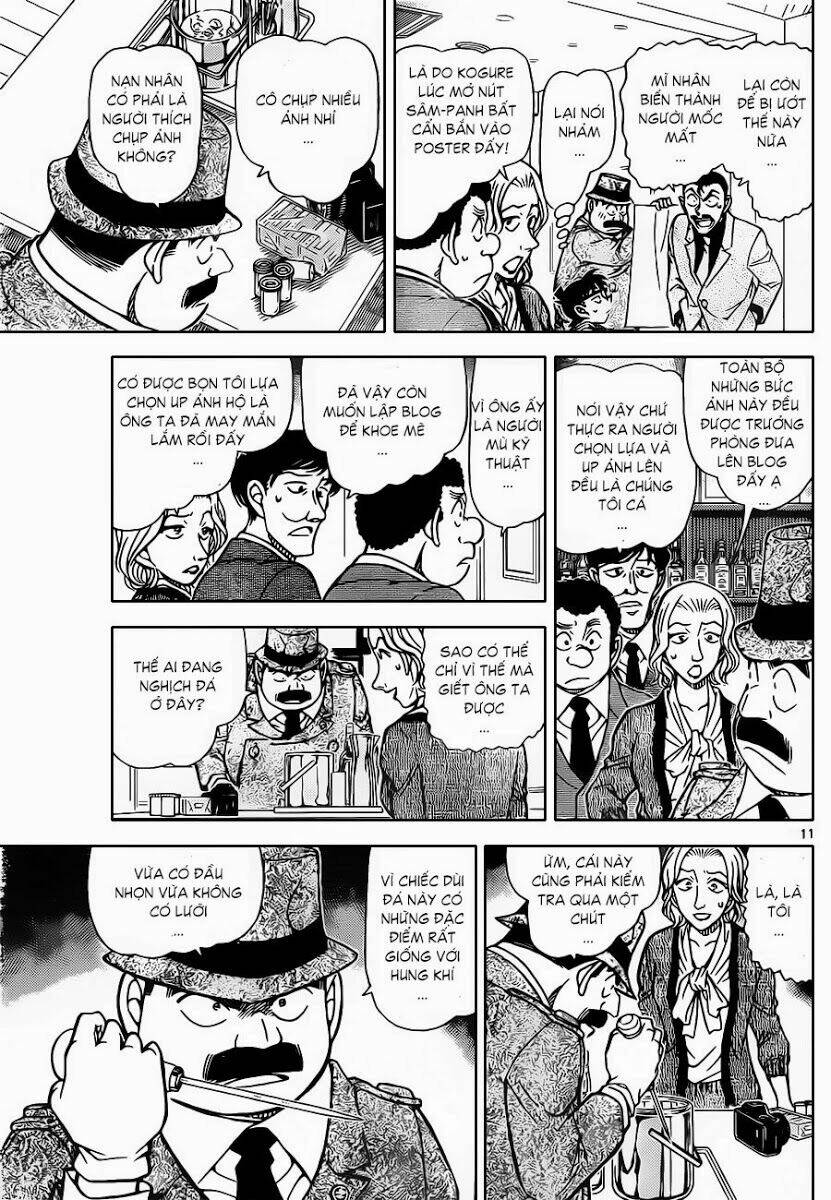 LẠI CÒN
ĐỂ BỊ ƯỚT
THẾ NÀY
NỮA
...
MĨ NHÂN
BIẾN THÀNH
NGƯỜI MỐC
MẤT
...
LẠI NÓI
NHẢM
...
LÀ DO KOGURE
LÚC MỞ NÚT
SÂM-PANH BẤT
CẨN BẮN VÀO
POSTER ĐẤY!
CÔ CHỤP NHIỀU
ẢNH NHỈ
...
NẠN NHÂN
CÓ PHẢI LÀ
NGƯỜI THÍCH
CHỤP ẢNH
KHÔNG?
TOÀN BỘ
NHỮNG BỨC
ẢNH NÀY ĐỀU
ĐƯỢC TRƯỞNG
PHÒNG ĐƯA
LÊN BLOG
ĐẤY Ạ
...
NÓI VẬY CHỨ
THỰC RA NGƯỜI
CHỌN LỰA VÀ
UP ẢNH LÊN
ĐỀU LÀ CHÚNG
TÔI CẢ
...
VÌ ÔNG ẤY
LÀ NGƯỜI
MÙ KỸ
THUẬT
...
ĐÃ VẬY CÒN
MUỐN LẬP BLOG
ĐỂ KHOE MẼ
...
CÓ ĐƯỢC BỌN TÔI LỰA
CHỌN UP ẢNH HỘ LÀ
ÔNG TA ĐÃ MAY MẮN
LẮM RỒI ĐẤY
...
SAO CÓ THỂ
CHỈ VÌ THẾ MÀ
GIẾT ÔNG TA
ĐƯỢC
...
THẾ AI ĐANG
NGHỊCH ĐÁ
Ở ĐÂY?
11
LÀ, LÀ
TÔI
...
ỪM, CÁI NÀY
CŨNG PHẢI KIỂM
TRA QUA MỘT
CHÚT
...
VÌ CHIẾC DÙI
ĐÁ NÀY CÓ
NHỮNG ĐẶC
ĐIỂM RẤT
GIỐNG VỚI
HUNG KHÍ
...
VỪA CÓ ĐẦU
NHỌN VỪA KHÔNG
CÓ LƯỠI
...